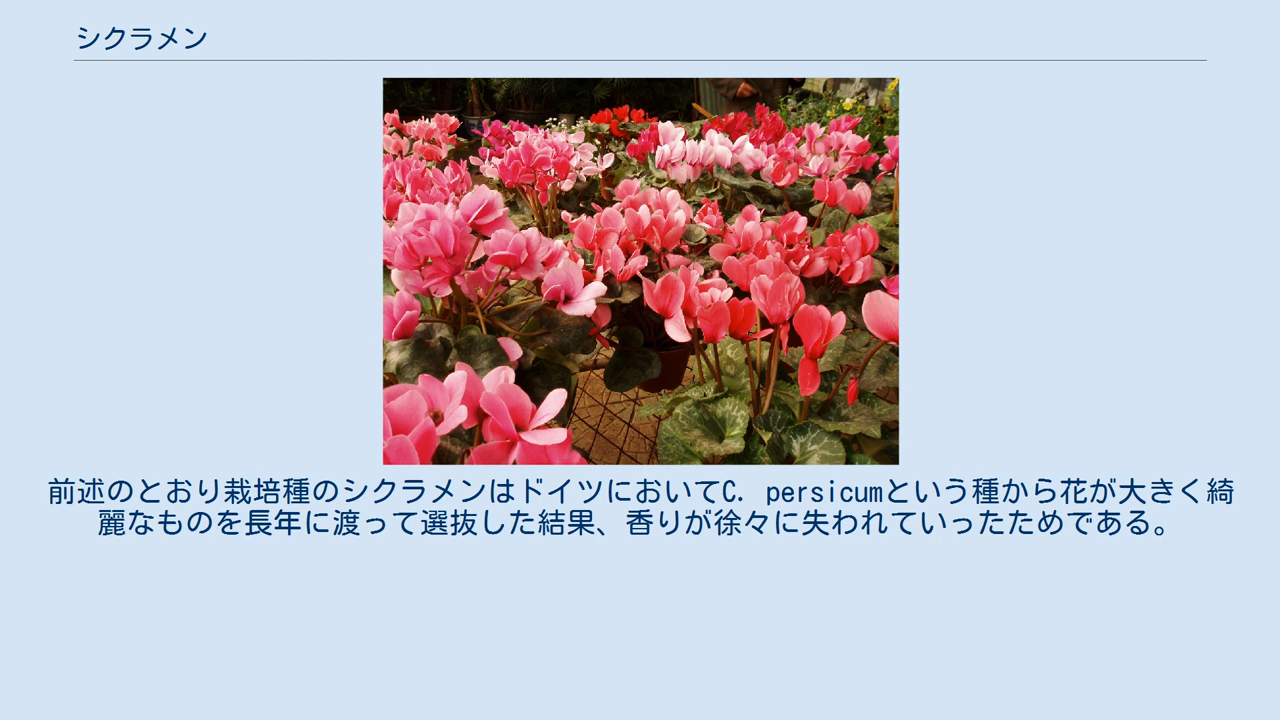 シクラメン
前述のとおり栽培種のシクラメンはドイツにおいてC. persicumという種から花が大きく綺
麗なものを長年に渡って選抜した結果、香りが徐々に失われていったためである。